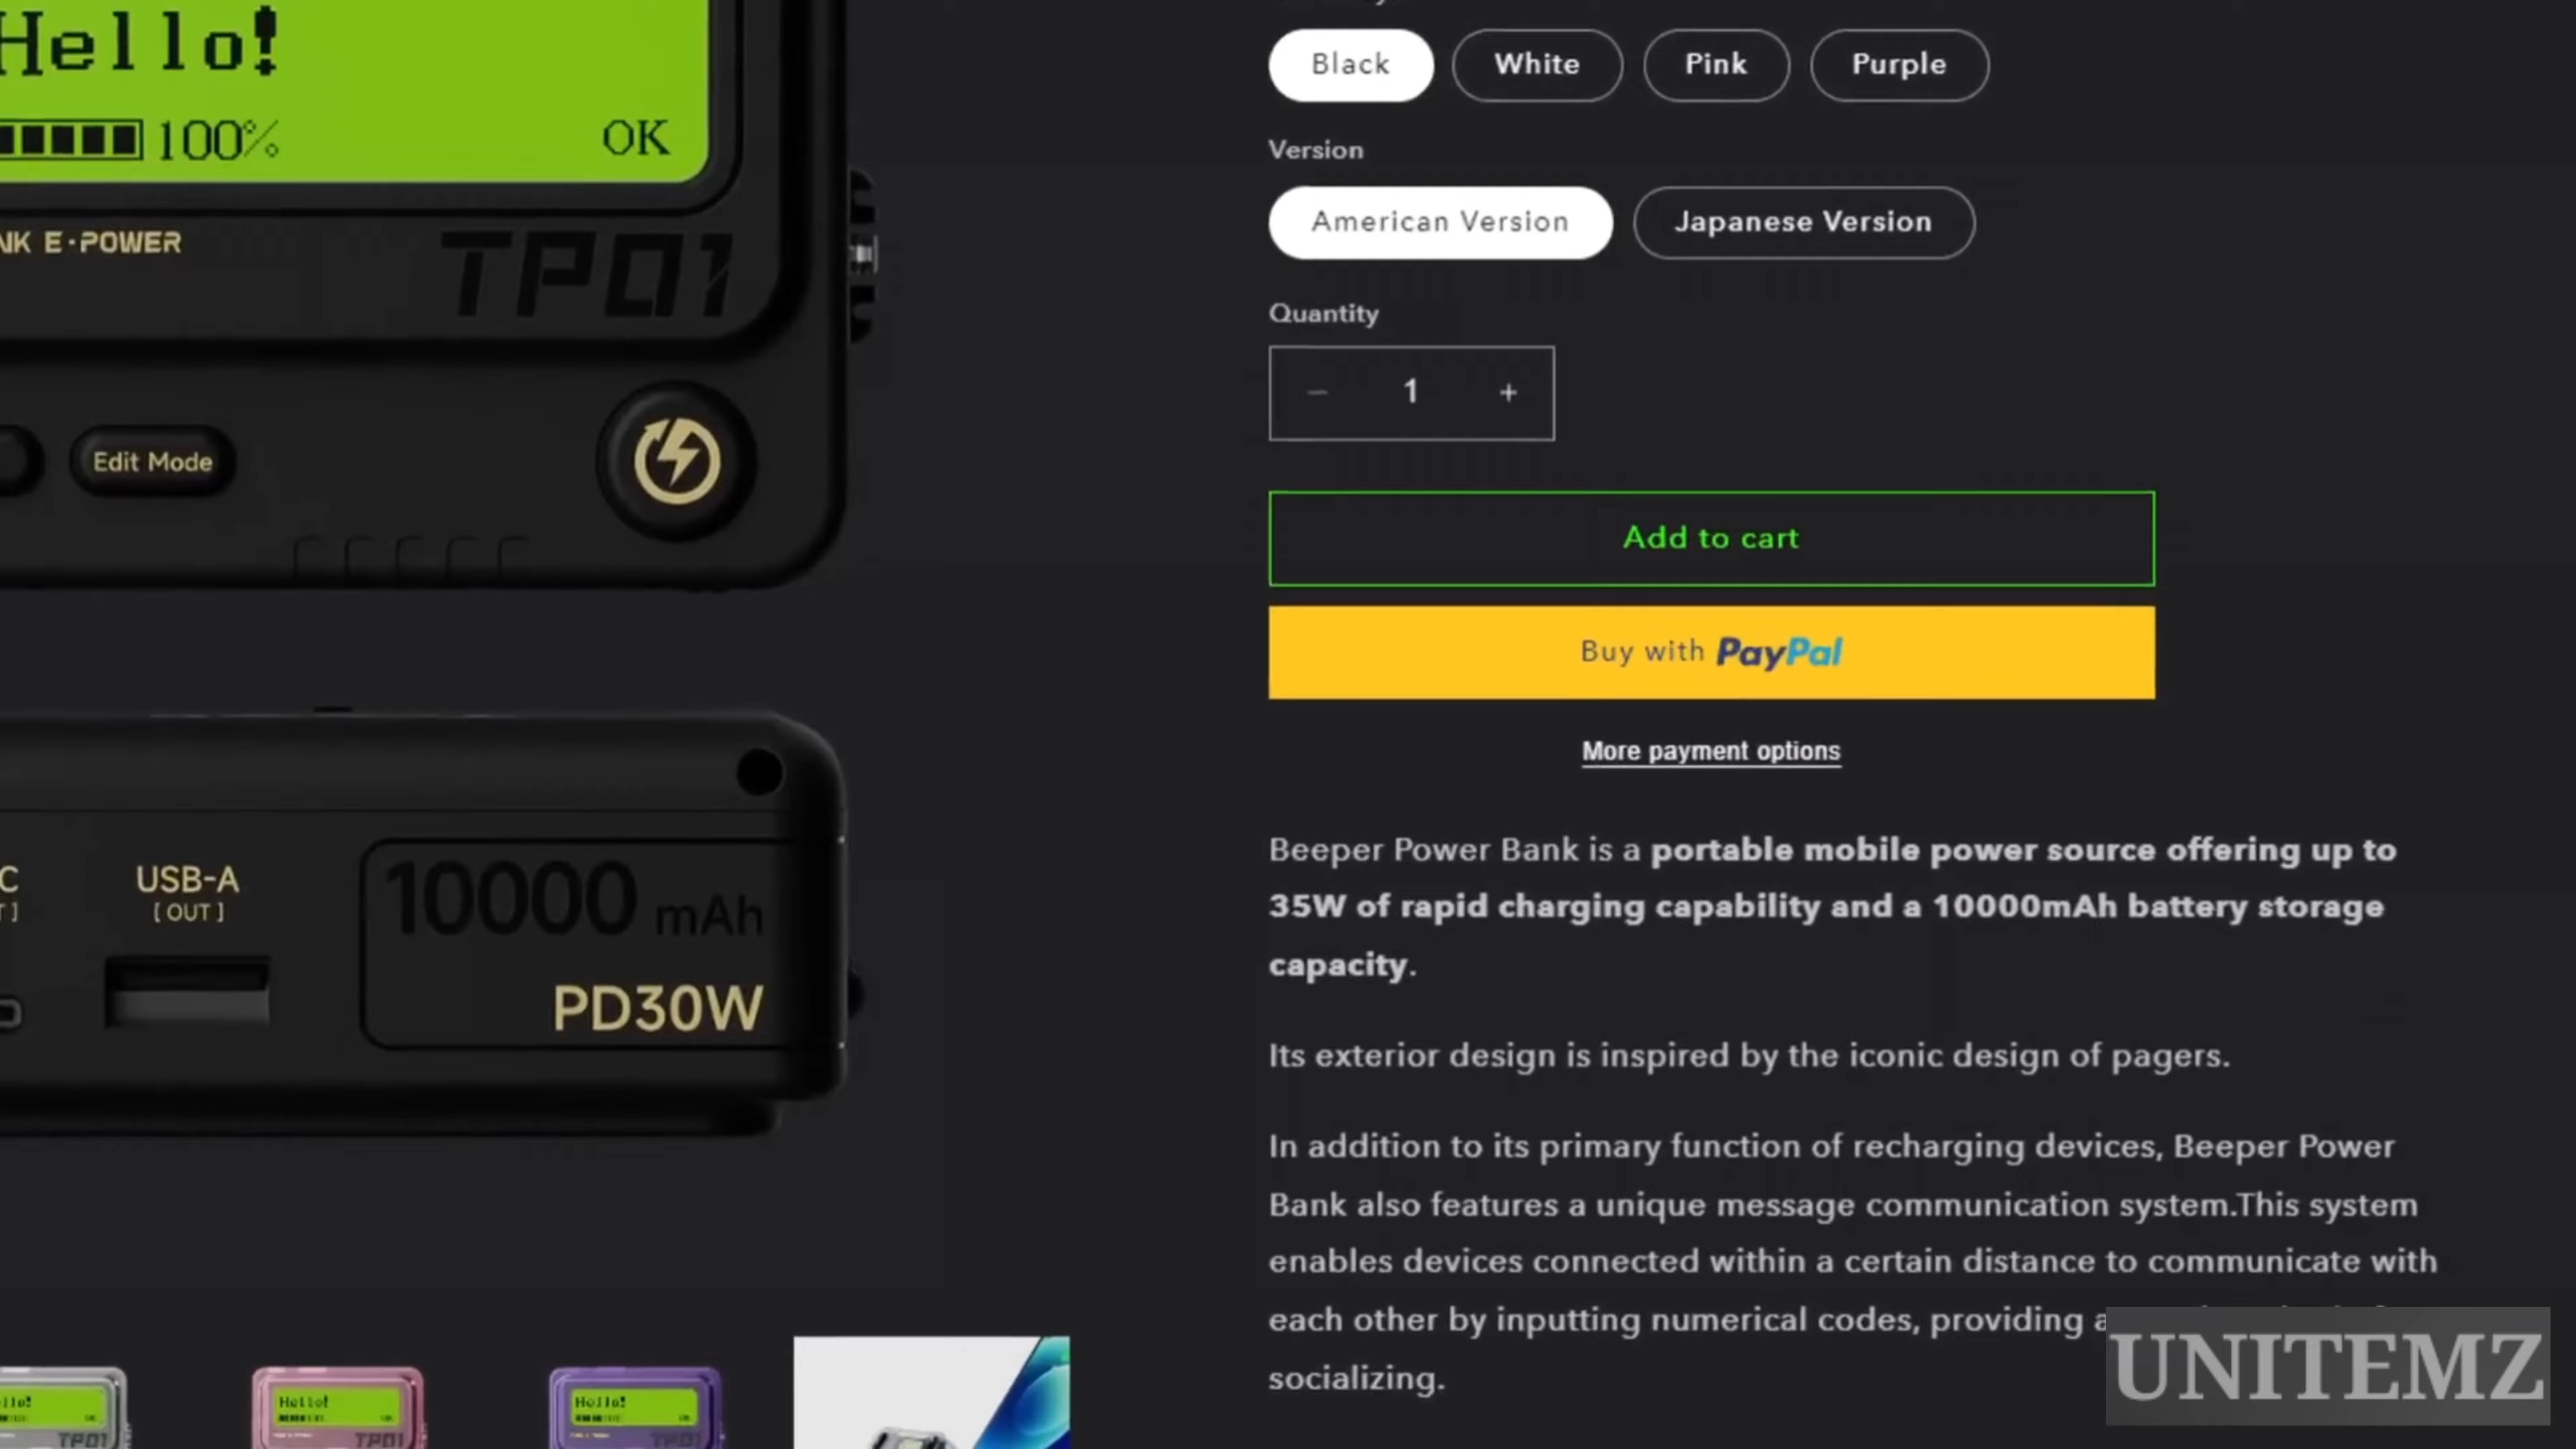 Hello!
100%
OK
E·POWER
TP01
Edit Mode
USB-A
[OUT]
10000 mAh
PD30W
Hello!
TP01
Hello!
TP01
TP01
Black
White
Pink
Purple
Version
American Version
Japanese Version
Quantity
− 1 +
Add to cart
Buy with PayPal
More payment options
Beeper Power Bank is a portable mobile power source offering up to
35W of rapid charging capability and a 10000mAh battery storage
capacity.
Its exterior design is inspired by the iconic design of pagers.
In addition to its primary function of recharging devices, Beeper Power
Bank also features a unique message communication system.This system
enables devices connected within a certain distance to communicate with
each other by inputting numerical codes, providing
socializing.
UNITEMZ